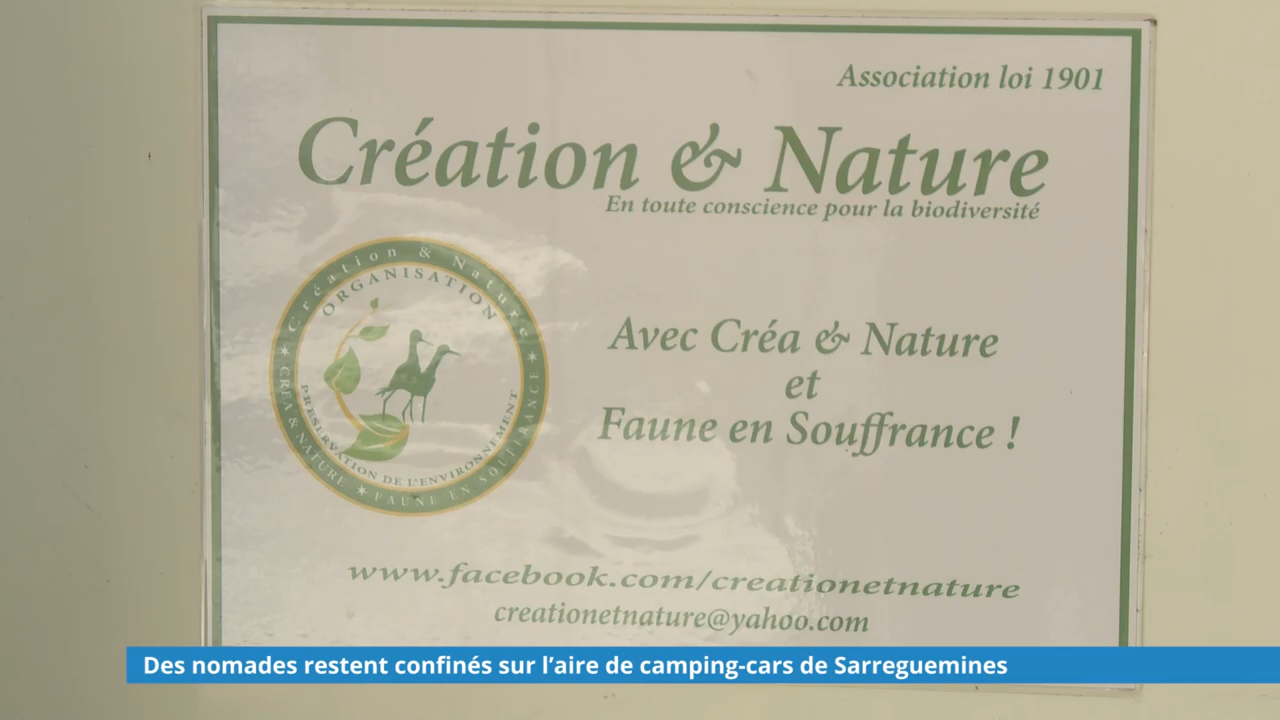 Association loi 1901
Création & Nature
En toute conscience pour la biodiversité
Création & Nature
ORGANISATION
PRESERVATION DE L'ENVIRONNEMENT
CRÉA & NATURE ★ FAUNE EN SOUFFRANCE
Avec Créa & Nature
et
Faune en Souffrance !
www.facebook.com/creationetnature
creationetnature@yahoo.com
Des nomades restent confinés sur l'aire de camping-cars de Sarreguemines